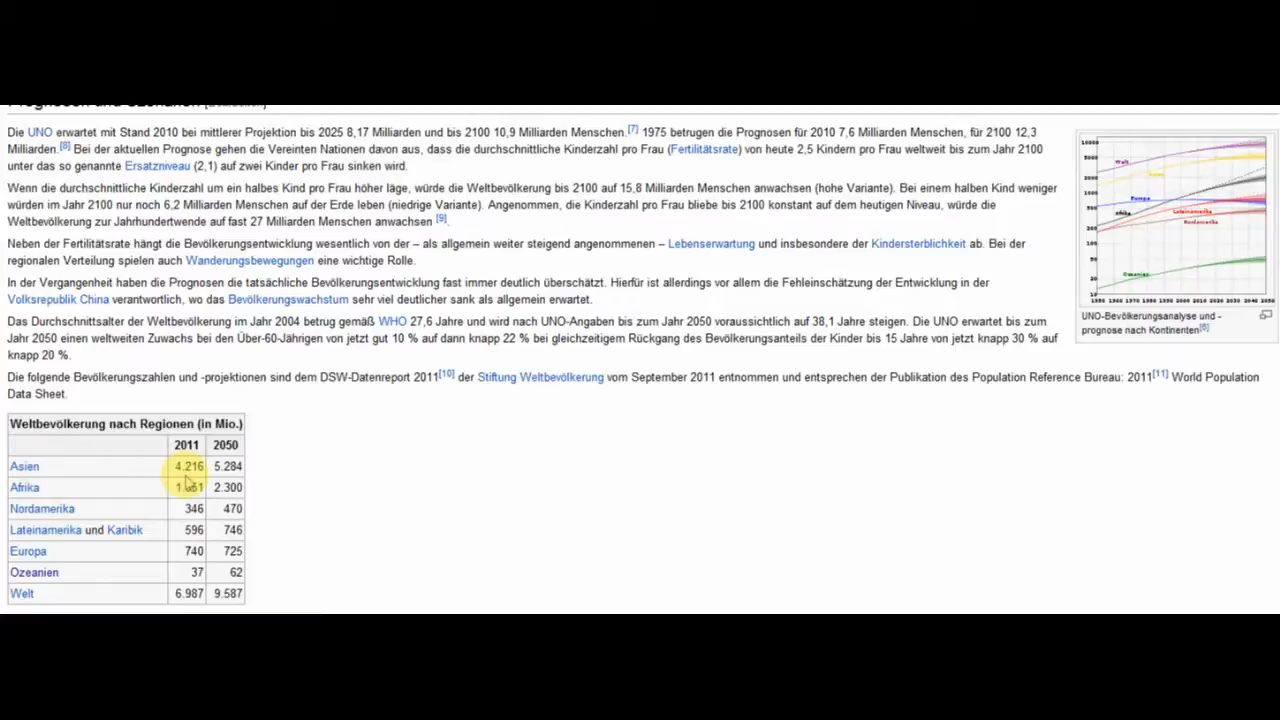 Die UNO erwartet mit Stand 2010 bei mittlerer Projektion bis 2025 8,17 Milliarden und bis 2100 10,9 Milliarden Menschen.[7] 1975 betrugen die Prognosen für 2010 7,6 Milliarden Menschen, für 2100 12,3
Milliarden.[8] Bei der aktuellen Prognose gehen die Vereinten Nationen davon aus, dass die durchschnittliche Kinderzahl pro Frau (Fertilitätsrate) von heute 2,5 Kindern pro Frau weltweit bis zum Jahr 2100
unter das so genannte Ersatzniveau (2,1) auf zwei Kinder pro Frau sinken wird.
Wenn die durchschnittliche Kinderzahl um ein halbes Kind pro Frau höher läge, würde die Weltbevölkerung bis 2100 auf 15,8 Milliarden Menschen anwachsen (hohe Variante). Bei einem halben Kind weniger
würden im Jahr 2100 nur noch 6,2 Milliarden Menschen auf der Erde leben (niedrige Variante). Angenommen, die Kinderzahl pro Frau bliebe bis 2100 konstant auf dem heutigen Niveau, würde die
Weltbevölkerung zur Jahrhundertwende auf fast 27 Milliarden Menschen anwachsen [9].
Neben der Fertilitätsrate hängt die Bevölkerungsentwicklung wesentlich von der – als allgemein weiter steigend angenommenen – Lebenserwartung und insbesondere der Kindersterblichkeit ab. Bei der
regionalen Verteilung spielen auch Wanderungsbewegungen eine wichtige Rolle.
In der Vergangenheit haben die Prognosen die tatsächliche Bevölkerungsentwicklung fast immer deutlich überschätzt. Hierfür ist allerdings vor allem die Fehleinschätzung der Entwicklung in der
Volksrepublik China verantwortlich, wo das Bevölkerungswachstum sehr viel deutlicher sank als allgemein erwartet.
Das Durchschnittsalter der Weltbevölkerung im Jahr 2004 betrug gemäß WHO 27,6 Jahre und wird nach UNO-Angaben bis zum Jahr 2050 voraussichtlich auf 38,1 Jahre steigen. Die UNO erwartet bis zum
Jahr 2050 einen weltweiten Zuwachs bei den Über-60-Jährigen von jetzt gut 10 % auf dann knapp 22 % bei gleichzeitigem Rückgang des Bevölkerungsanteils der Kinder bis 15 Jahre von jetzt knapp 30 % auf
knapp 20 %.
Die folgende Bevölkerungszahlen und -projektionen sind dem DSW-Datenreport 2011[10] der Stiftung Weltbevölkerung vom September 2011 entnommen und entsprechen der Publikation des Population Reference Bureau: 2011[11] World Population
Data Sheet.
Welt
Europa
Afrika
Lateinamerika
Nordamerika
Ozeanien
1950 1960 1970 1980 1990 2000 2010 2020 2030 2040 2050
UNO-Bevölkerungsanalyse und -
prognose nach Kontinenten[6]
Weltbevölkerung nach Regionen (in Mio.)
2011 2050
Asien 4.216 5.284
Afrika 2.300
Nordamerika 346 470
Lateinamerika und Karibik 596 746
Europa 740 725
Ozeanien 37 62
Welt 6.987 9.587